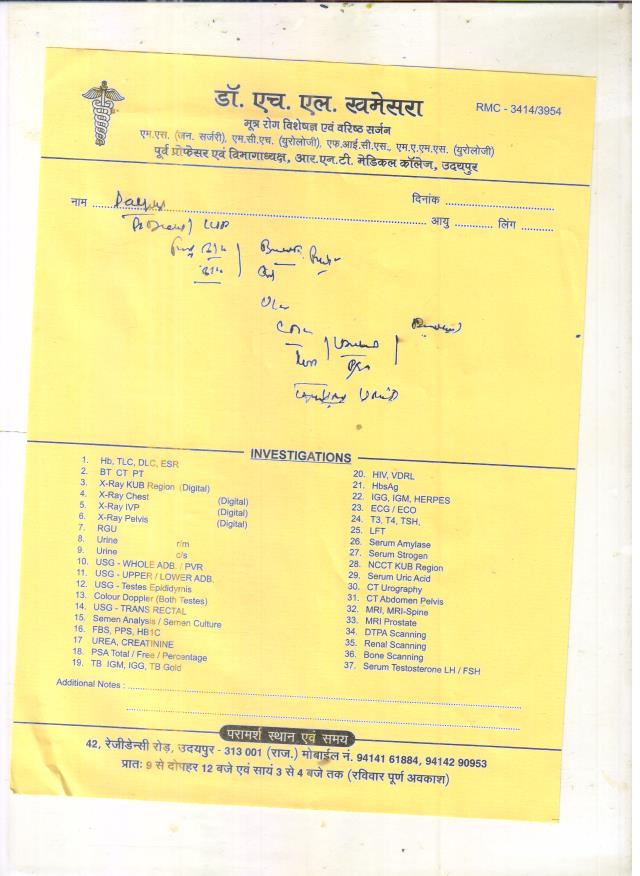 डॉ. एच. एल. खमेसरा
RMC - 3414/3954
मूत्र रोग विशेषज्ञ एवं वरिष्ठ सर्जन
एम.एस. (जन. सर्जरी), एम.सी.एच. (युरोलोजी), एफ.आई.सी.एस., एम.ए.एम.एस. (युरोलोजी)
पूर्व प्रोफेसर एवं विभागाध्यक्ष, आर.एन.टी. मेडिकल कॉलेज, उदयपुर
नाम
दिनांक
आयु लिंग
INVESTIGATIONS
1. Hb, TLC, DLC, ESR
2. BT CT PT
3. X-Ray KUB Region (Digital)
4. X-Ray Chest (Digital)
5. X-Ray IVP (Digital)
6. X-Ray Pelvis (Digital)
7. RGU
8. Urine r/m
9. Urine c/s
10. USG - WHOLE ADB. / PVR
11. USG - UPPER / LOWER ADB.
12. USG - Testes Epididymis
13. Colour Doppler (Both Testes)
14. USG - TRANS RECTAL
15. Semen Analysis / Semen Culture
16. FBS, PPS, HB1C
17 UREA, CREATININE
18. PSA Total / Free / Percentage
19. TB IGM, IGG, TB Gold
20. HIV, VDRL
21. HbsAg
22. IGG, IGM, HERPES
23. ECG / ECO
24. T3, T4, TSH,
25. LFT
26. Serum Amylase
27. Serum Strogen
28. NCCT KUB Region
29. Serum Uric Acid
30. CT Urography
31. CT Abdomen Pelvis
32. MRI, MRI-Spine
33. MRI Prostate
34. DTPA Scanning
35. Renal Scanning
36. Bone Scanning
37. Serum Testosterone LH / FSH
Additional Notes :
परामर्श स्थान एवं समय
42, रेजीडेन्सी रोड़, उदयपुर - 313 001 (राज.) मोबाईल नं. 94141 61884, 94142 90953
प्रातः 9 से दोपहर 12 बजे एवं सायं 3 से 4 बजे तक (रविवार पूर्ण अवकाश)